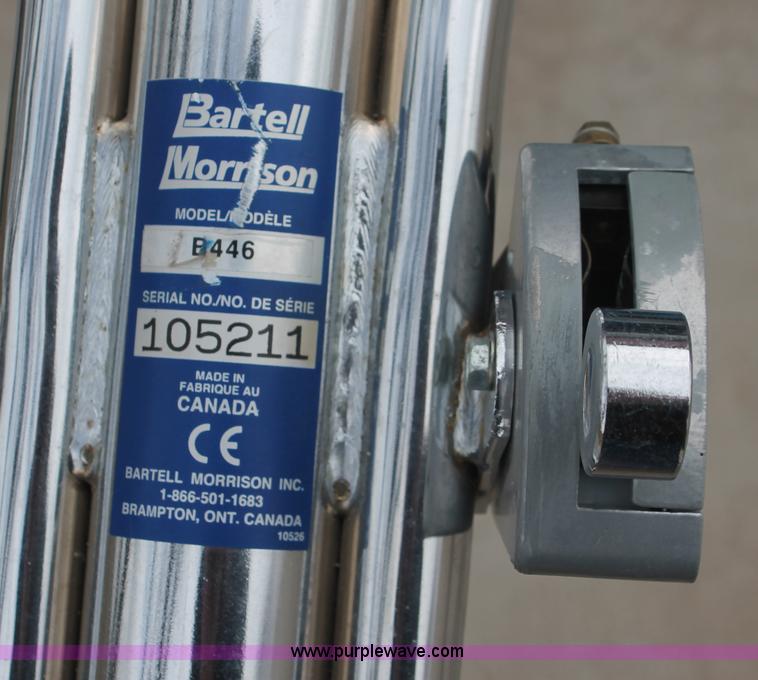 Bartell
Morrison
MODEL/MODÈLE
B446
SERIAL NO./NO. DE SÉRIE
105211
MADE IN
FABRIQUE AU
CANADA
CE
BARTELL MORRISON INC.
1-866-501-1683
BRAMPTON, ONT. CANADA
10526
www.purplewave.com